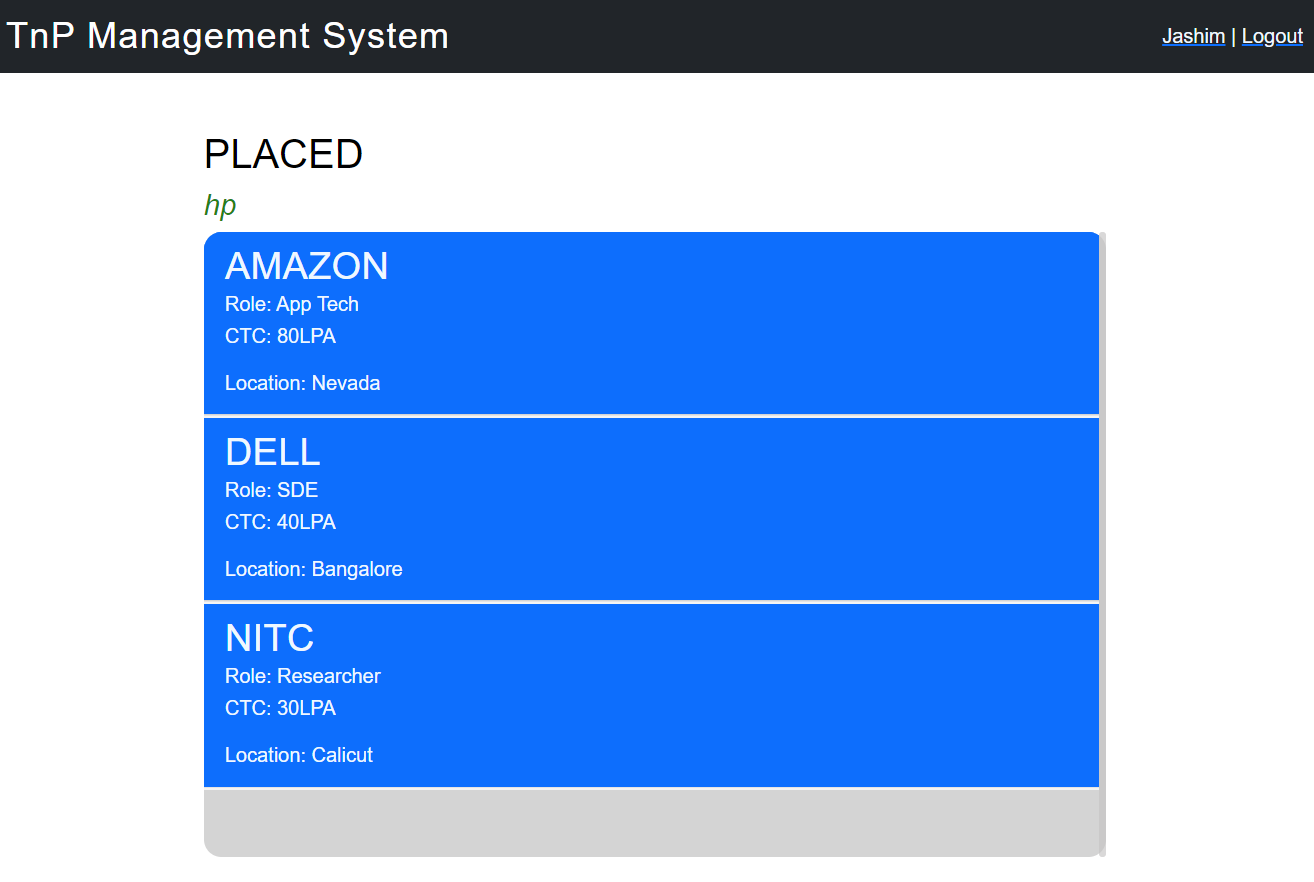 TnP Management System
Jashim | Logout
PLACED
hp
AMAZON
Role: App Tech
CTC: 80LPA
Location: Nevada
DELL
Role: SDE
CTC: 40LPA
Location: Bangalore
NITC
Role: Researcher
CTC: 30LPA
Location: Calicut